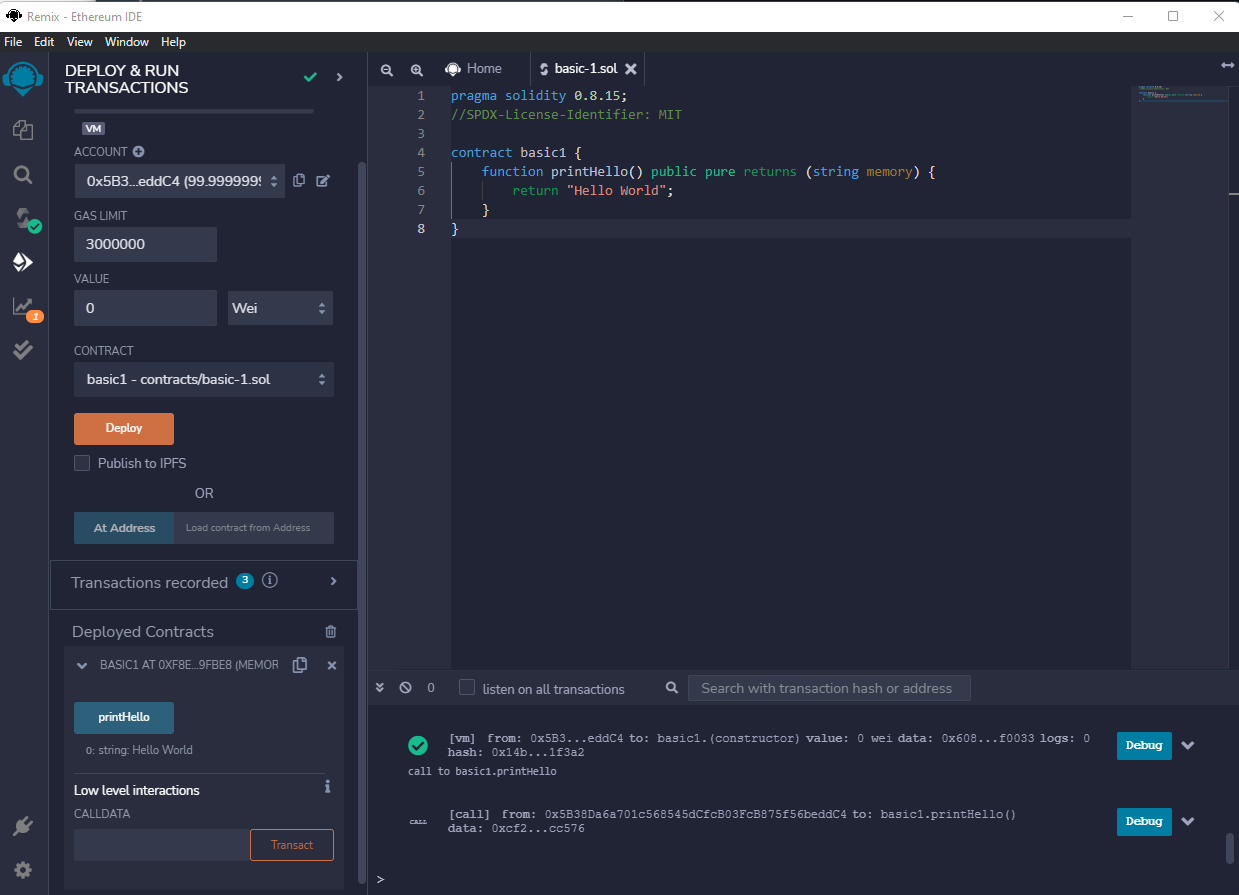 Remix - Ethereum IDE
File Edit View Window Help
DEPLOY & RUN
TRANSACTIONS
VM
ACCOUNT
0x5B3...eddC4 (99.9999999
GAS LIMIT
3000000
VALUE
0
Wei
CONTRACT
basic1 - contracts/basic-1.sol
Deploy
Publish to IPFS
OR
At Address
Load contract from Address
Transactions recorded 3
Deployed Contracts
BASIC1 AT 0XF8E...9FBE8 (MEMOR
printHello
0: string: Hello World
Low level interactions
CALLDATA
Transact
1
Home
basic-1.sol
1 pragma solidity 0.8.15;
2 //SPDX-License-Identifier: MIT
3
4 contract basic1 {
5 function printHello() public pure returns (string memory) {
6 return "Hello World";
7 }
8 }
0
listen on all transactions
Search with transaction hash or address
[vm] from: 0x5B3...eddC4 to: basic1.(constructor) value: 0 wei data: 0x608...f0033 logs: 0
hash: 0x14b...1f3a2
Debug
call to basic1.printHello
CALL
[call] from: 0x5B38Da6a701c568545dCfcB03FcB875f56beddC4 to: basic1.printHello()
data: 0xcf2...cc576
Debug
>